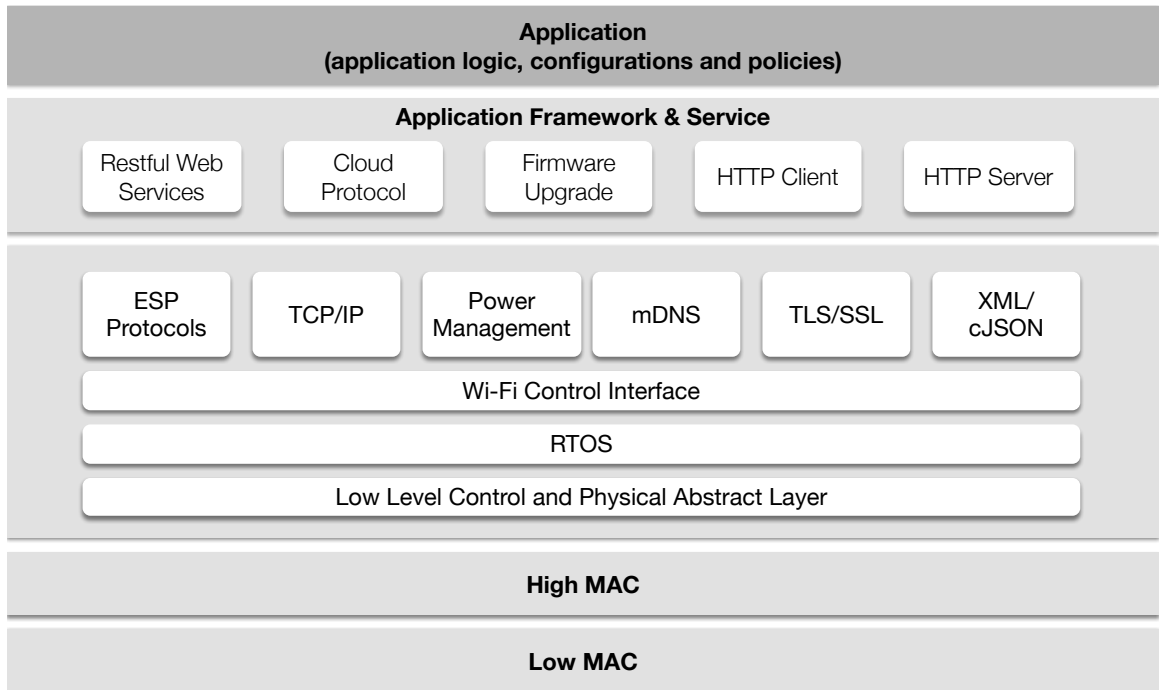 Application
(application logic, configurations and policies)
Application Framework & Service
Restful Web
Services
Cloud
Protocol
Firmware
Upgrade
HTTP Client
HTTP Server
ESP
Protocols
TCP/IP
Power
Management
mDNS
TLS/SSL
XML/
cJSON
Wi-Fi Control Interface
RTOS
Low Level Control and Physical Abstract Layer
High MAC
Low MAC